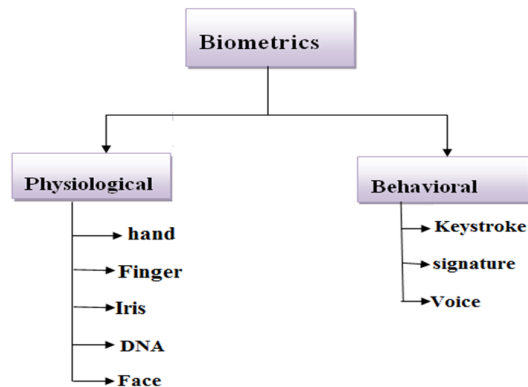 Biometrics
Physiological
hand
Finger
Iris
DNA
Face
Behavioral
Keystroke
signature
Voice